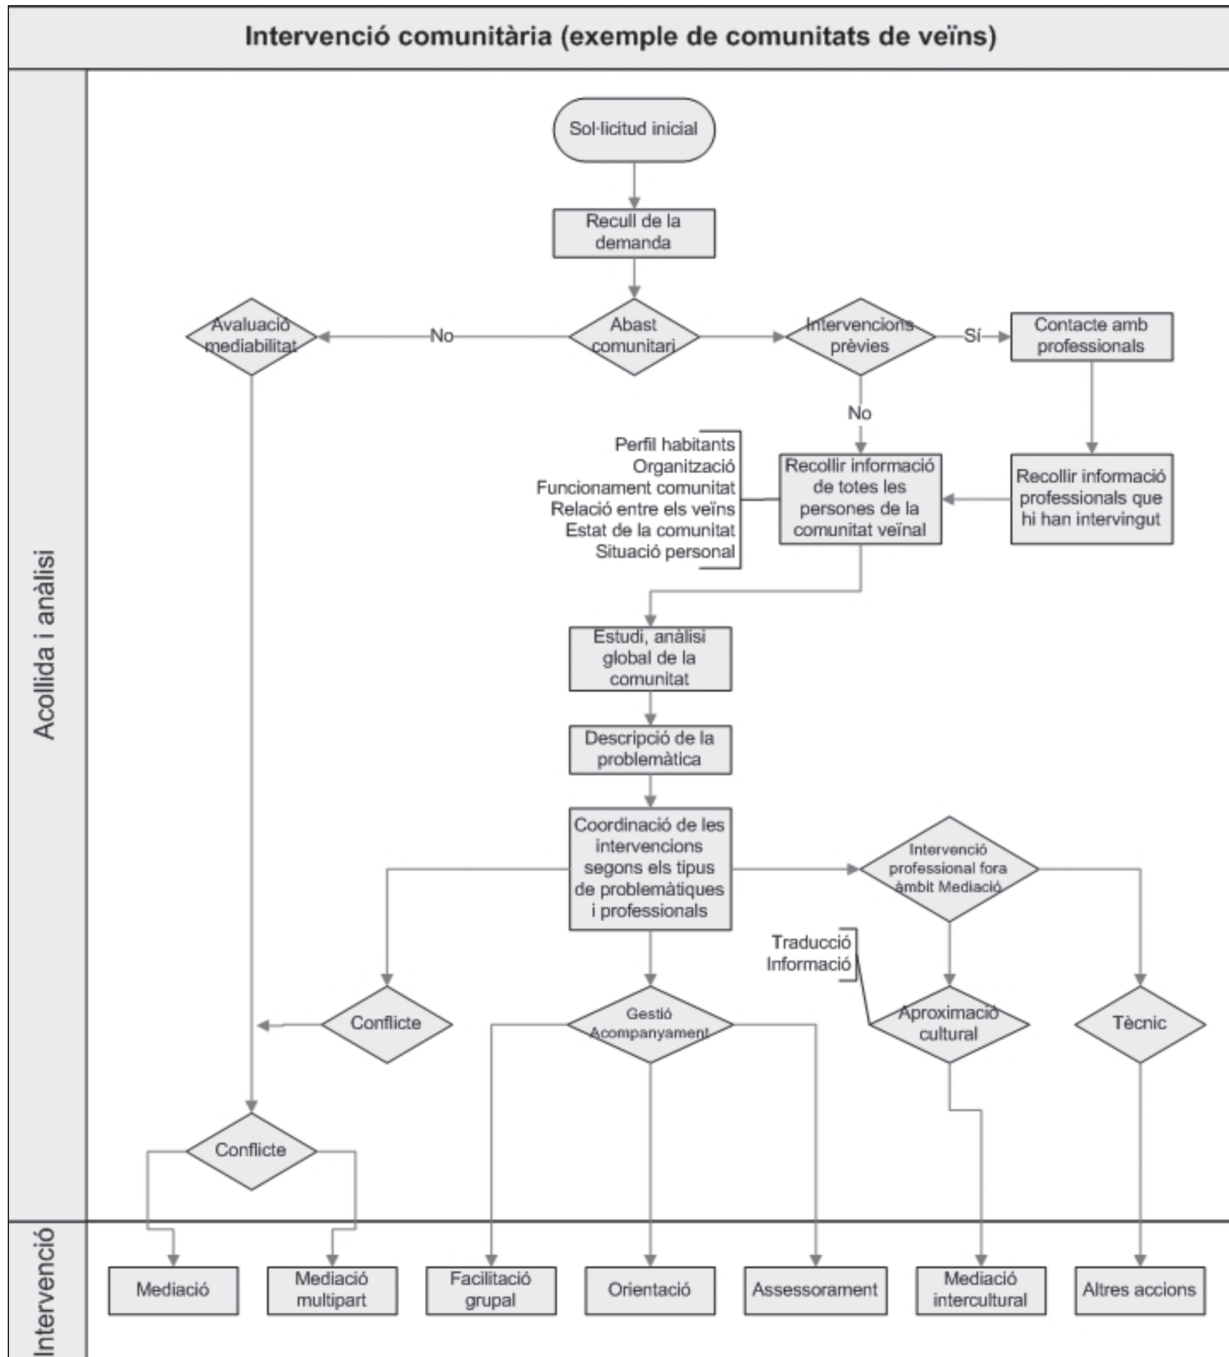 Intervenció comunitària (exemple de comunitats de veïns)
Acollida i anàlisi
Sol·licitud inicial
Recull de la
demanda
Avaluació
mediabilitat
No
Abast
comunitari
Intervencions
prèvies
Sí
Contacte amb
professionals
No
Perfil habitants
Organització
Funcionament comunitat
Relació entre els veïns
Estat de la comunitat
Situació personal
Recollir informació
de totes les
persones de la
comunitat veïnal
Recollir informació
professionals que
hi han intervingut
Estudi, anàlisi
global de la
comunitat
Descripció de la
problemàtica
Coordinació de les
intervencions
segons els tipus
de problemàtiques
i professionals
Intervenció
professional fora
àmbit Mediació
Traducció
Informació
Conflicte
Gestió
Acompanyament
Aproximació
cultural
Tècnic
Conflicte
Intervenció
Mediació
Mediació
multipart
Facilitació
grupal
Orientació
Assessorament
Mediació
intercultural
Altres accions